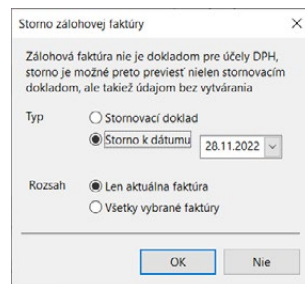 Storno zálohovej faktúry
Zálohová faktúra nie je dokladom pre účely DPH,
storno je možné preto previesť nielen stornovacím
dokladom, ale takiež údajom bez vytvárania
Typ
Stornovací doklad
Storno k dátumu
28.11.2022
Rozsah
Len aktuálna faktúra
Všetky vybrané faktúry
OK
Nie